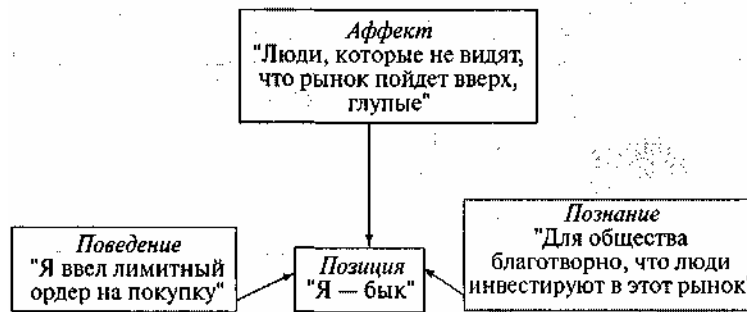 Аффект
"Люди, которые не видят,
что рынок пойдет вверх,
глупые"
Поведение
"Я ввел лимитный
ордер на покупку"
Позиция
"Я — бык"
Познание
"Для общества
благотворно, что люди
инвестируют в этот рынок"